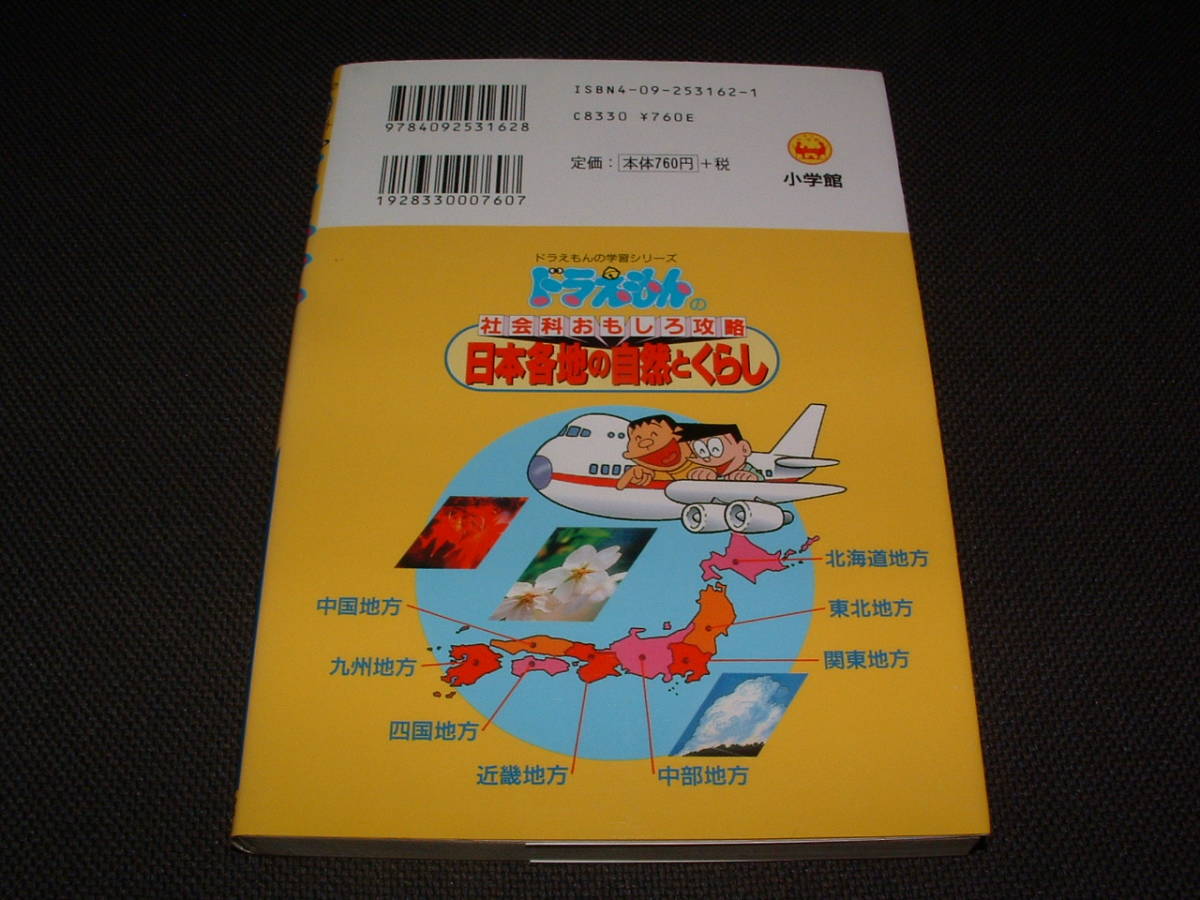 ISBN4-09-253162-1
9784092531628
C8330 ¥760E
定価：本体760円+税
1928330007607
小学館
ドラえもんの学習シリーズ
ドラえもんの
社会科おもしろ攻略
日本各地の自然とくらし
北海道地方
中国地方
東北地方
九州地方
関東地方
四国地方
近畿地方
中部地方